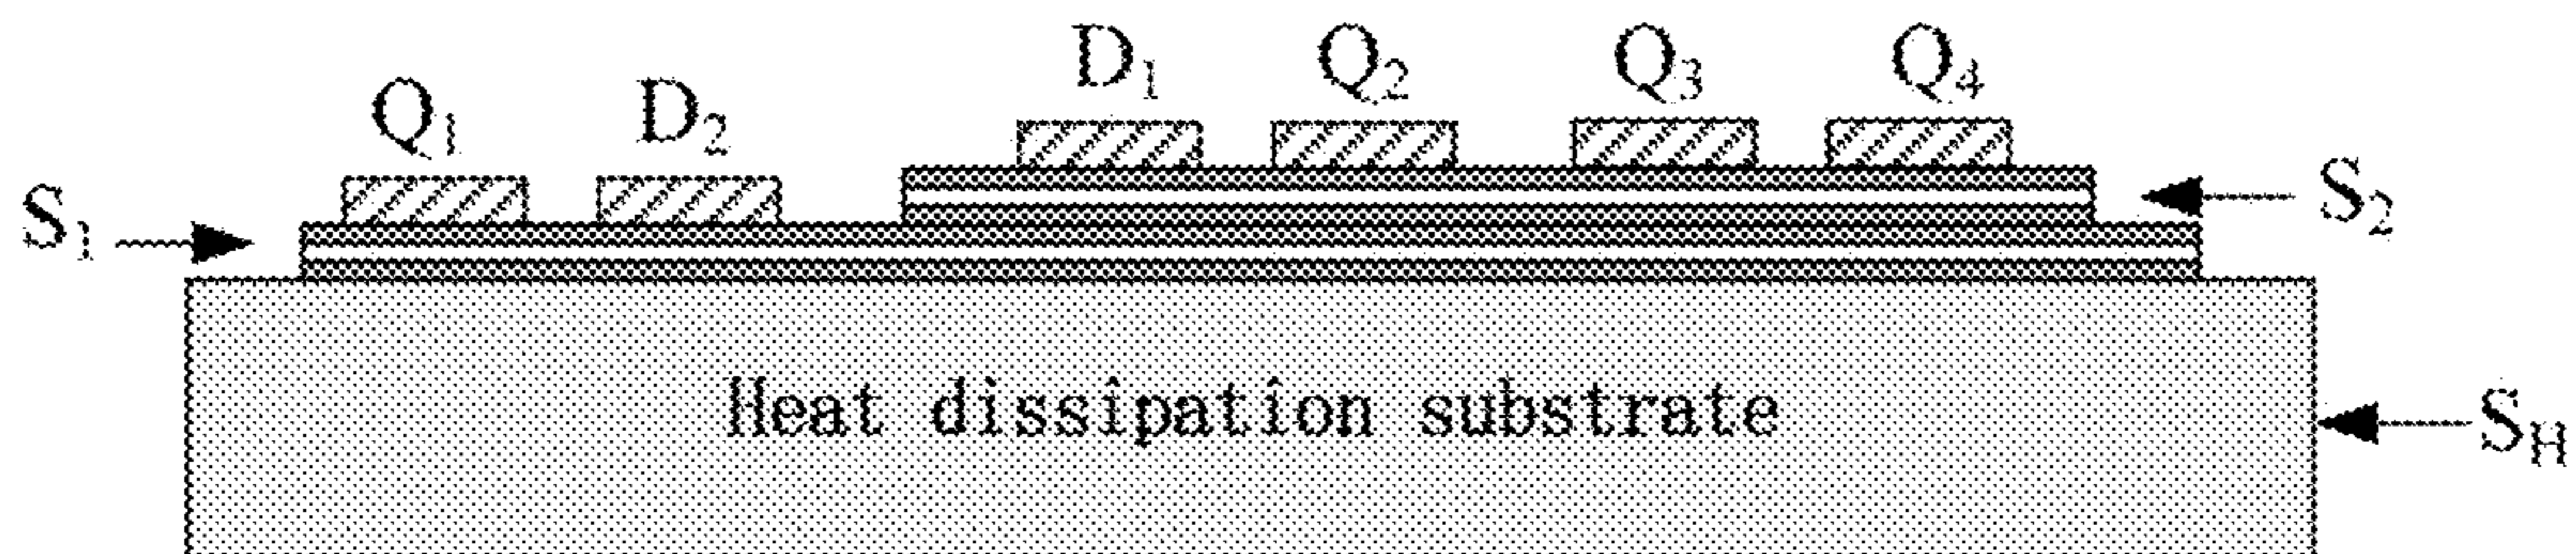 D₁ Q₂ Q₃ Q₄
Q₁ D₂
S₁ S₂
Heat dissipation substrate
S_H